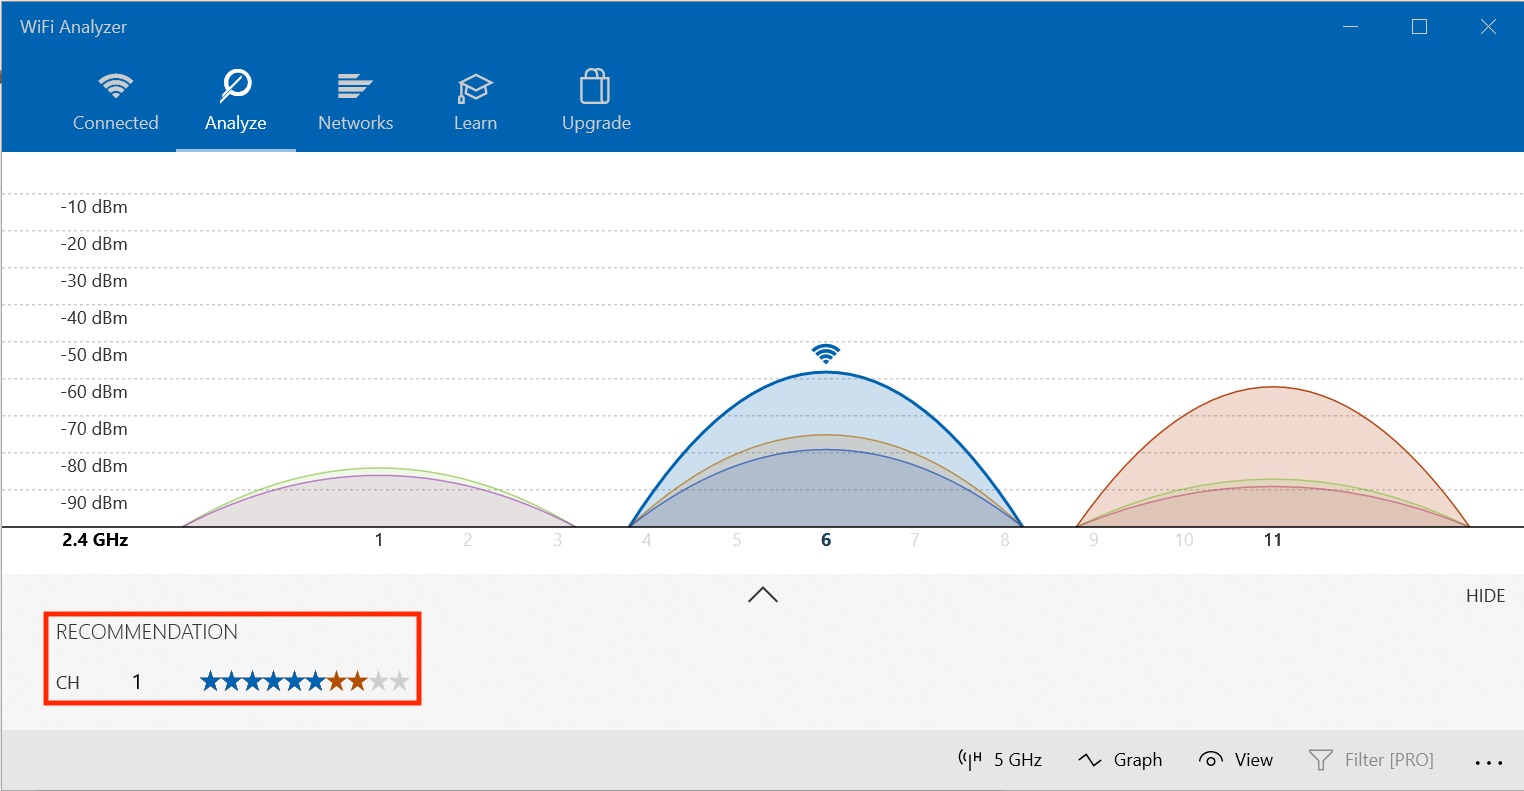 WiFi Analyzer
Connected Analyze Networks Learn Upgrade
-10 dBm
-20 dBm
-30 dBm
-40 dBm
-50 dBm
-60 dBm
-70 dBm
-80 dBm
-90 dBm
2.4 GHz 1 2 3 4 5 6 7 8 9 10 11
HIDE
RECOMMENDATION
CH 1
5 GHz Graph View Filter [PRO]